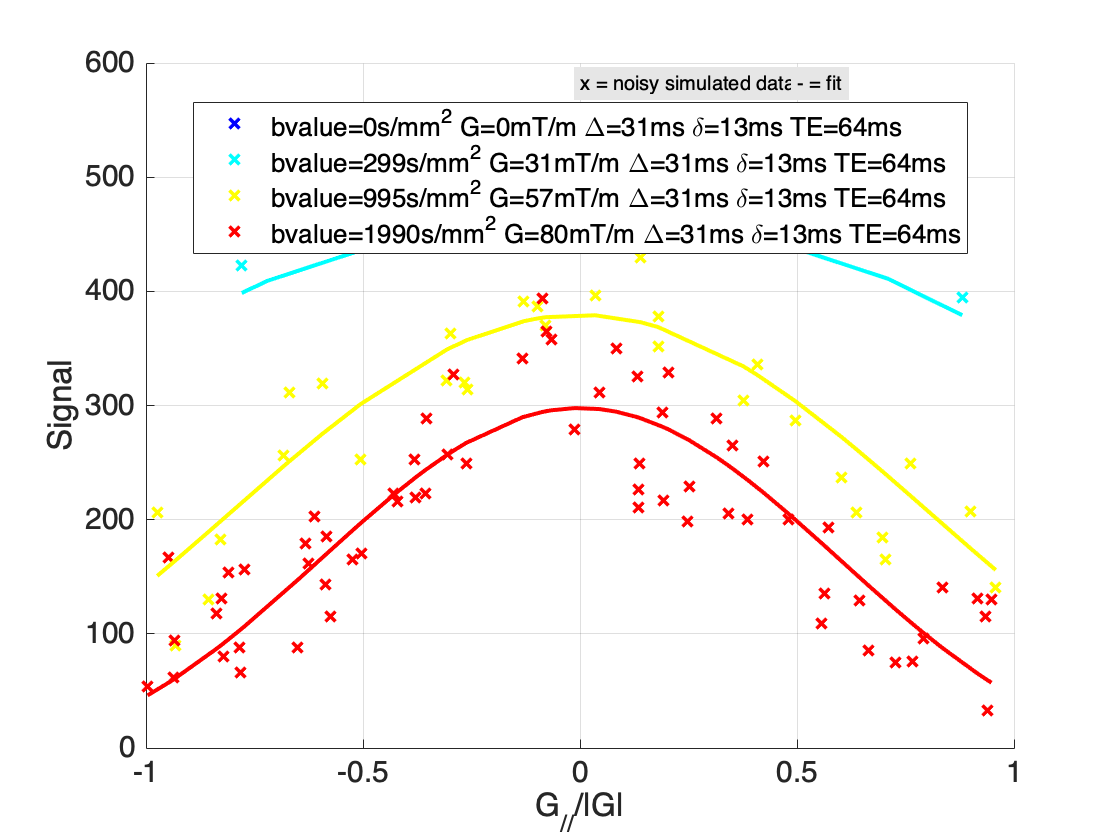 600
x = noisy simulated data - = fit
bvalue=0s/mm² G=0mT/m Δ=31ms δ=13ms TE=64ms
bvalue=299s/mm² G=31mT/m Δ=31ms δ=13ms TE=64ms
bvalue=995s/mm² G=57mT/m Δ=31ms δ=13ms TE=64ms
bvalue=1990s/mm² G=80mT/m Δ=31ms δ=13ms TE=64ms
500
400
300
200
100
0
Signal
-1 -0.5 0 0.5 1
G///|G|